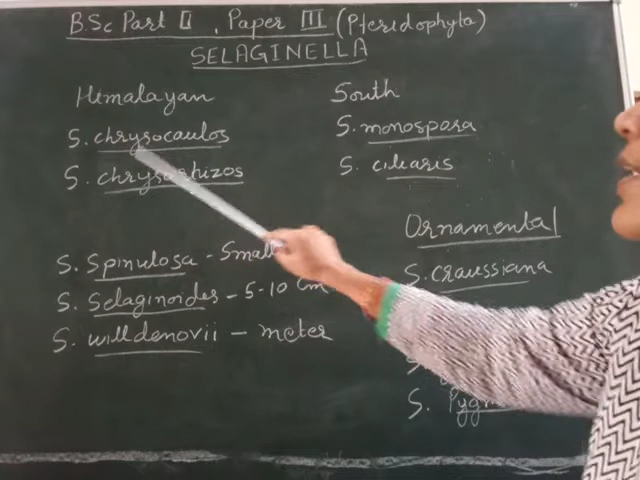 B.Sc Part II, Paper III (Pteridophyta)
SELAGINELLA
Himalayan
S. chrysocaulos
S. chrysorhizos
S. Spinulosa - Small
S. Selaginoides - 5-10 cm
S. willdenovii - meter
South
S. monospora
S. ciliaris
Ornamental
S. craussiana
S.
S.